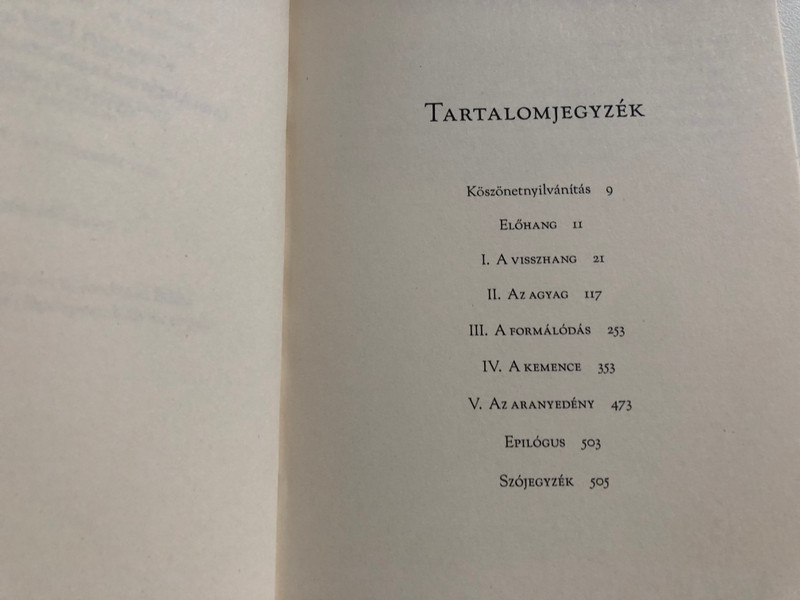 Tartalomjegyzék
Köszönetnyilvánítás 9
Előhang 11
I. A visszhang 21
II. Az agyag 117
III. A formálódás 253
IV. A kemence 353
V. Az aranyedény 473
Epilógus 503
Szójegyzék 505